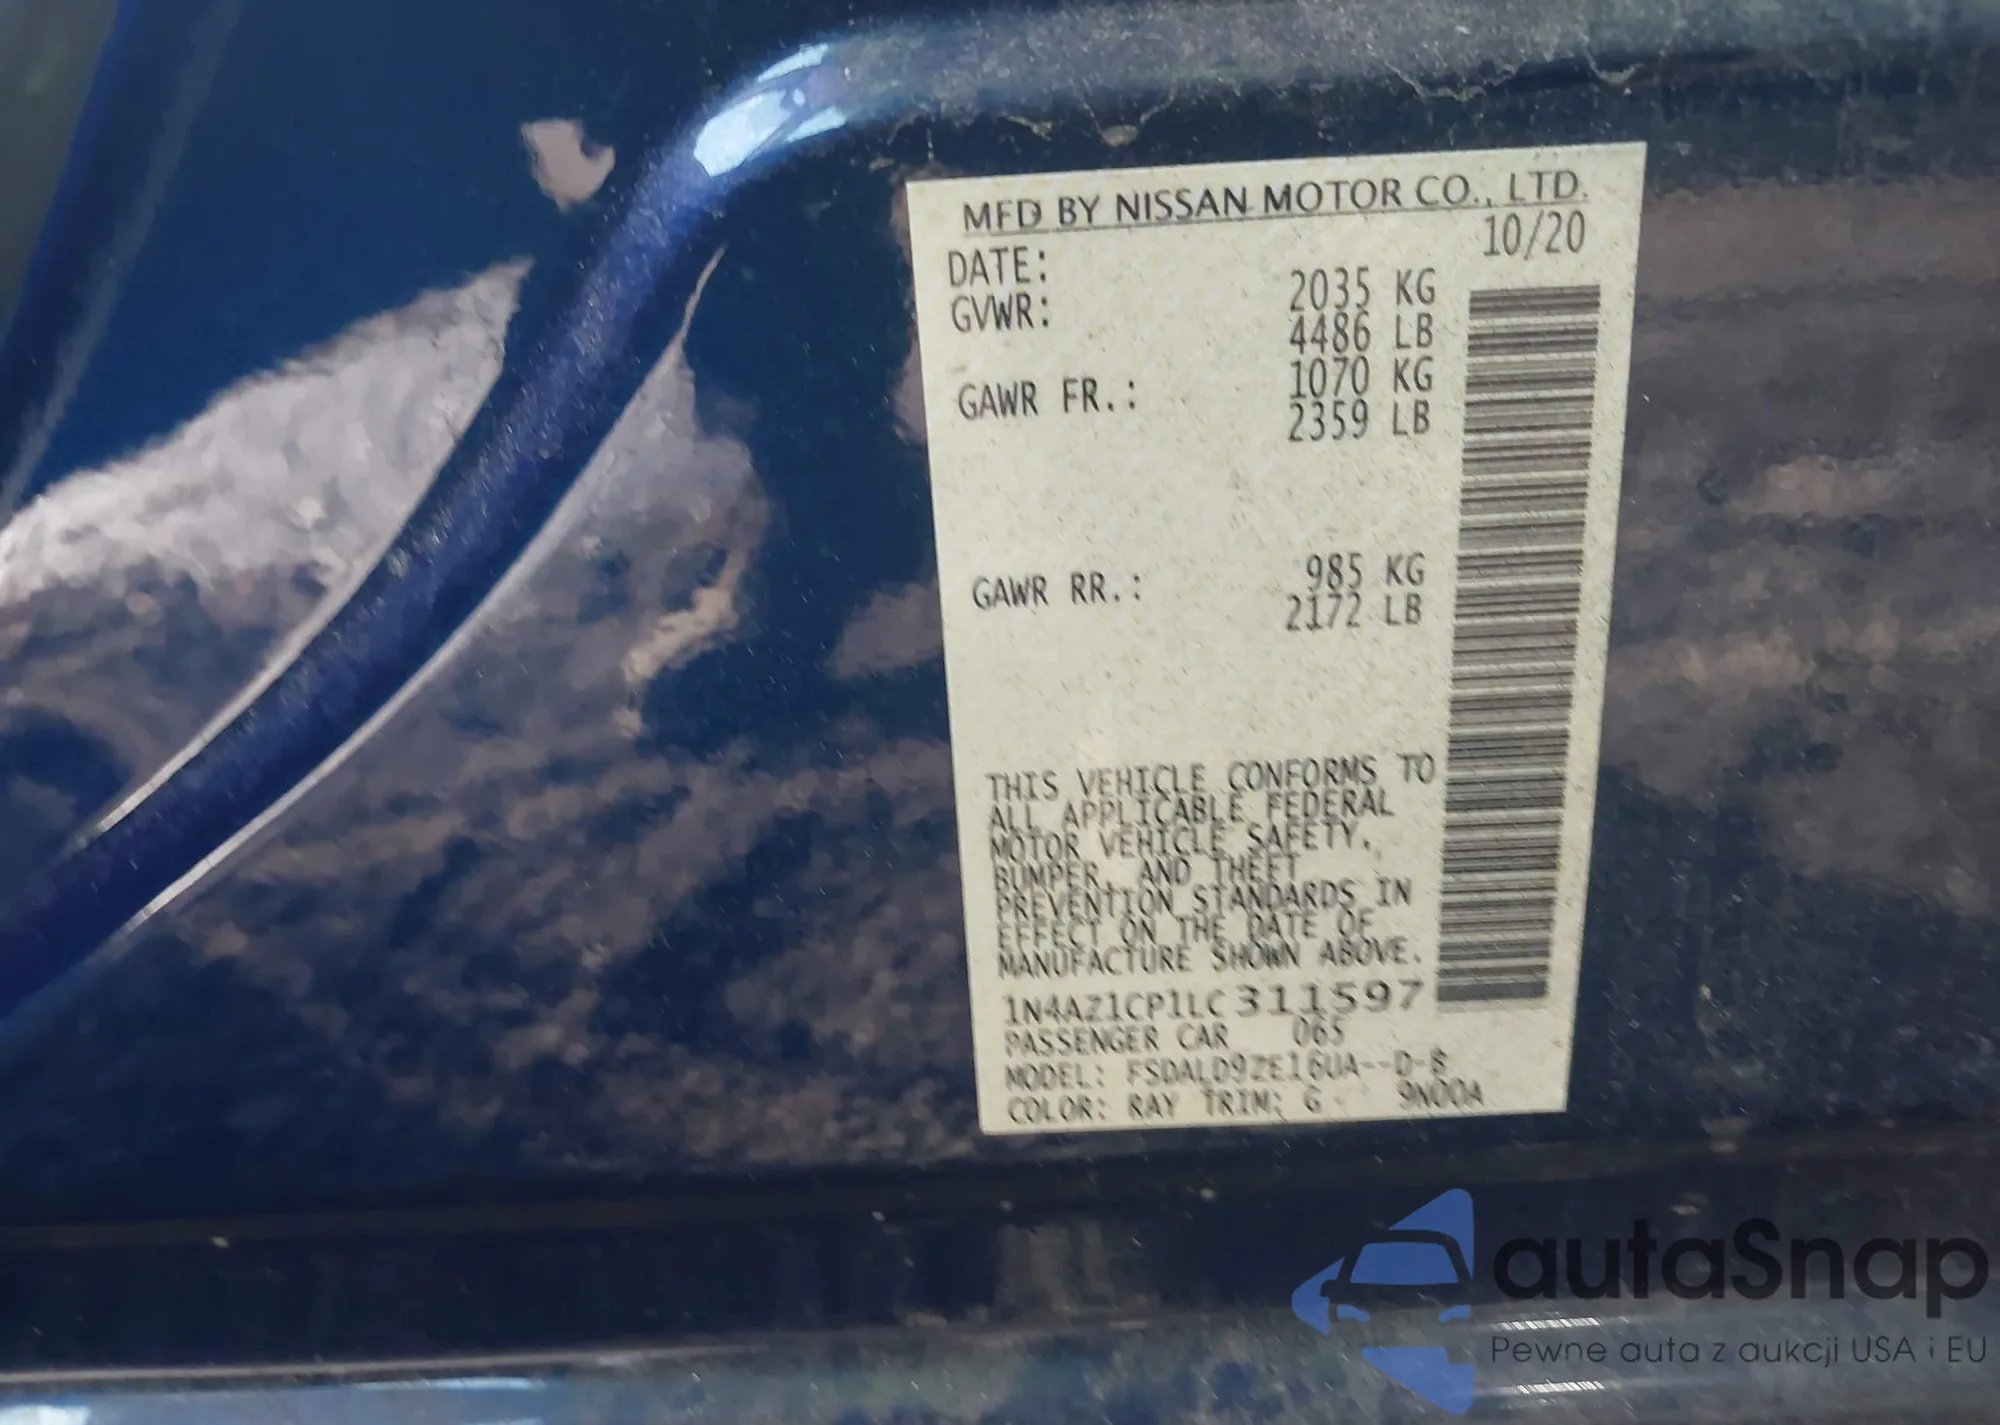 MFD BY NISSAN MOTOR CO., LTD.
DATE: 10/20
GVWR: 2035 KG
4486 LB
GAWR FR.: 1070 KG
2359 LB
GAWR RR.: 985 KG
2172 LB
THIS VEHICLE CONFORMS TO
ALL APPLICABLE FEDERAL
MOTOR VEHICLE SAFETY,
BUMPER, AND THEFT
PREVENTION STANDARDS IN
EFFECT ON THE DATE OF
MANUFACTURE SHOWN ABOVE.
1N4AZ1CP1LC311597
PASSENGER CAR 065
MODEL: FSDALD9ZE16UA--D-B
COLOR: RAY TRIM: G 9N00A
autaSnap
Pewne auta z aukcji USA i EU